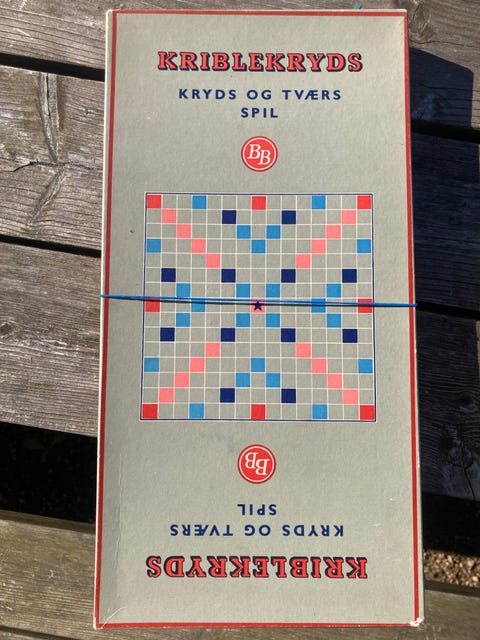 KRIBLEKRYDS
KRYDS OG TVÆRS
SPIL
BB
BB
SPIL
KRYDS OG TVÆRS
KRIBLEKRYDS